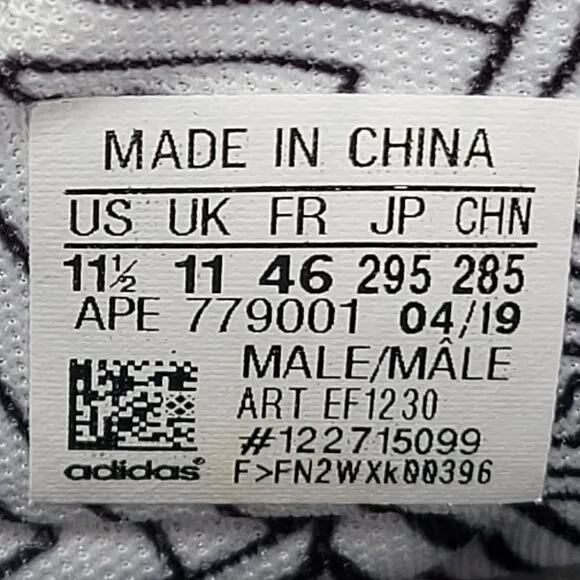 MADE IN CHINA
US UK FR JP CHN
11½ 11 46 295 285
APE 779001 04/19
MALE/MÂLE
ART EF1230
#122715099
adidas® F>FN2WXk00396